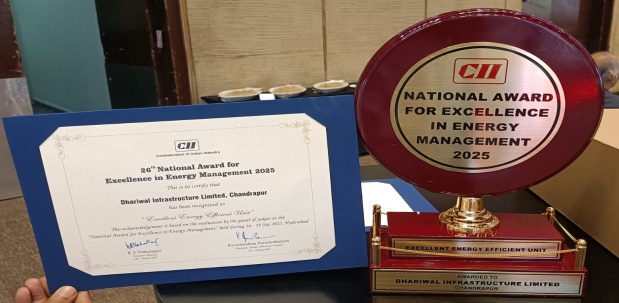 CII
Confederation of Indian Industry
26th National Award for
Excellence in Energy Management 2025
This is to certify that
Dhariwal Infrastructure Limited, Chandrapur
has been recognized as
"Excellent Energy Efficient Unit"
This acknowledgement is based on the evaluation by the panel of judges at the
"National Award for Excellence in Energy Management" held during 16 - 18 Sep 2025, Hyderabad
CII
NATIONAL AWARD
FOR EXCELLENCE
IN ENERGY
MANAGEMENT
2025
EXCELLENT ENERGY EFFICIENT UNIT
AWARDED TO
DHARIWAL INFRASTRUCTURE LIMITED
CHANDRAPUR